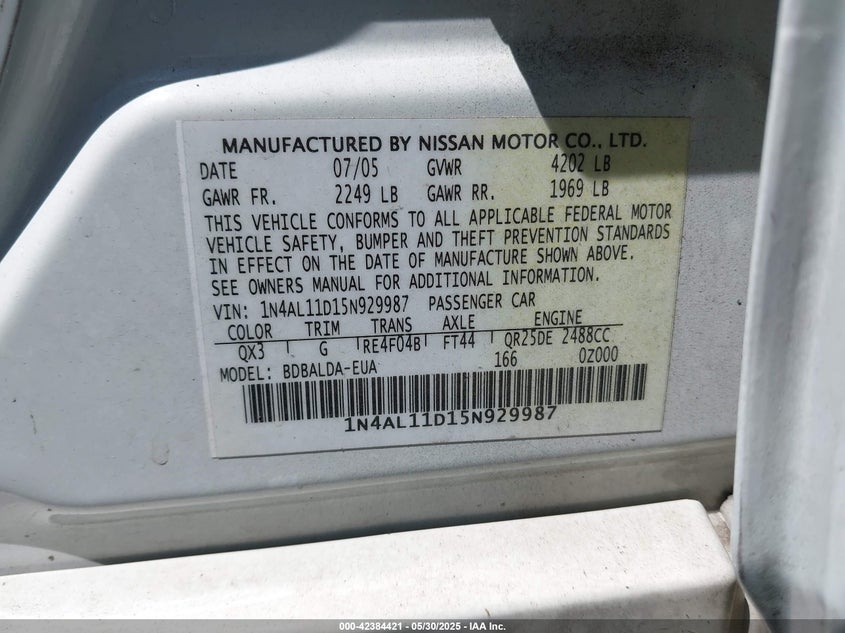 MANUFACTURED BY NISSAN MOTOR CO., LTD.
DATE 07/05 GVWR 4202 LB
GAWR FR. 2249 LB GAWR RR. 1969 LB
THIS VEHICLE CONFORMS TO ALL APPLICABLE FEDERAL MOTOR
VEHICLE SAFETY, BUMPER AND THEFT PREVENTION STANDARDS
IN EFFECT ON THE DATE OF MANUFACTURE SHOWN ABOVE.
SEE OWNERS MANUAL FOR ADDITIONAL INFORMATION.
VIN: 1N4AL11D15N929987 PASSENGER CAR
COLOR TRIM TRANS AXLE ENGINE
QX3 G RE4F04B FT44 QR25DE 2488CC
MODEL: BDBALDA-EUA 166 0Z000
1N4AL11D15N929987
000-42384421 - 05/30/2025 - IAA Inc.